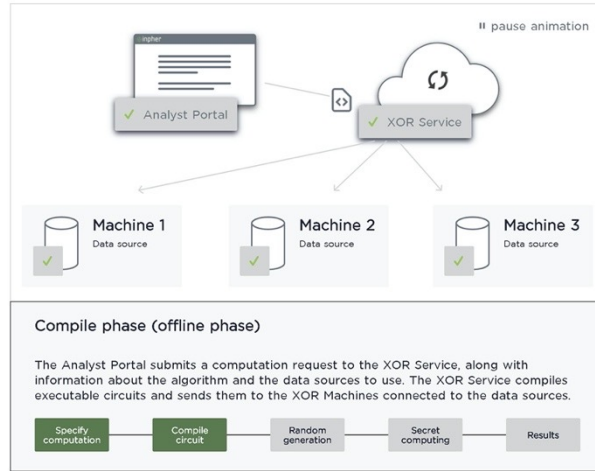 pause animation
inpher
Analyst Portal
XOR Service
Machine 1
Data source
Machine 2
Data source
Machine 3
Data source
Compile phase (offline phase)
The Analyst Portal submits a computation request to the XOR Service, along with
information about the algorithm and the data sources to use. The XOR Service compiles
executable circuits and sends them to the XOR Machines connected to the data sources.
Specify
computation
Compile
circuit
Random
generation
Secret
computing
Results